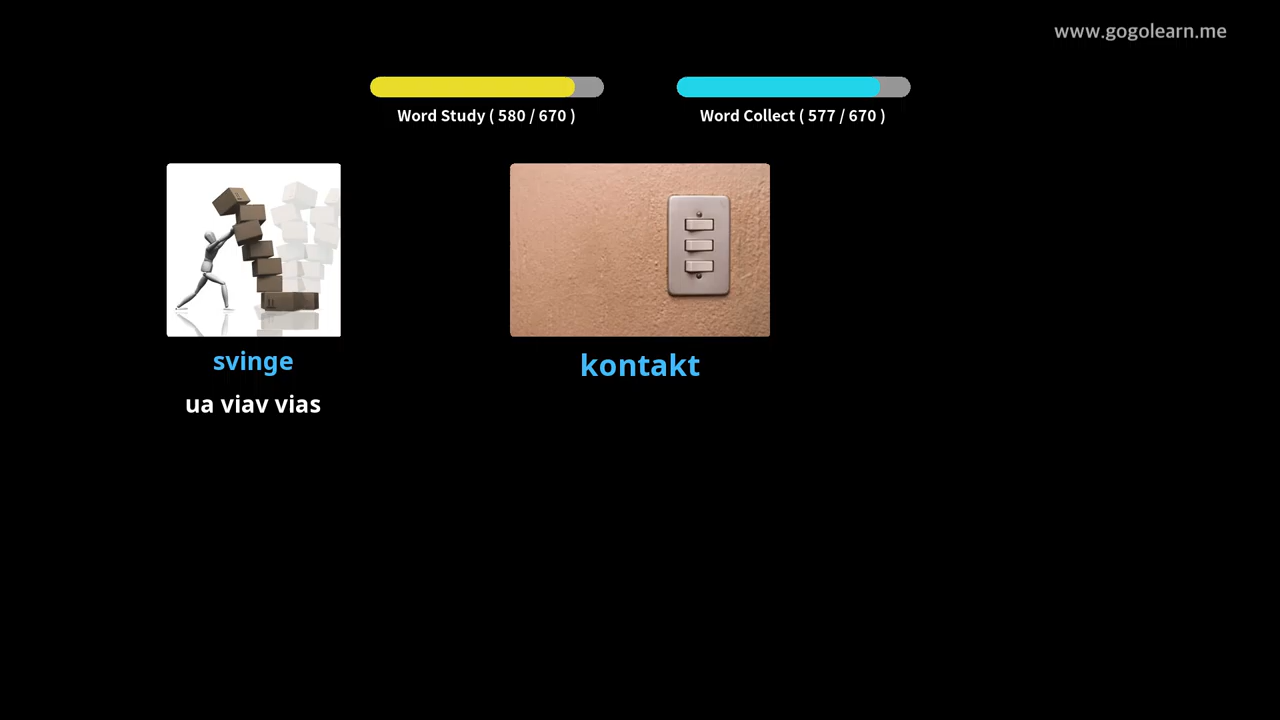 www.gogolearn.me
Word Study ( 580 / 670 )
Word Collect ( 577 / 670 )
svinge
ua viav vias
kontakt